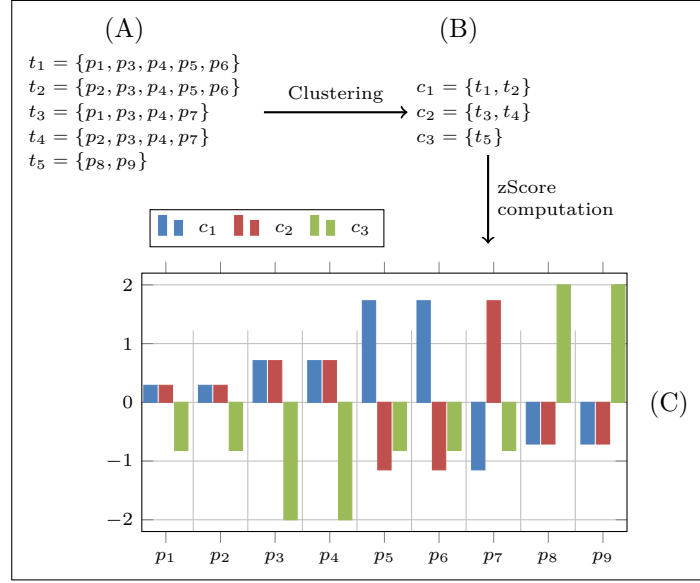 (A)
(B)
t₁ = {p₁, p₃, p₄, p₅, p₆}
t₂ = {p₂, p₃, p₄, p₅, p₆}
t₃ = {p₁, p₃, p₄, p₇}
t₄ = {p₂, p₃, p₄, p₇}
t₅ = {p₈, p₉}
Clustering
c₁ = {t₁, t₂}
c₂ = {t₃, t₄}
c₃ = {t₅}
zScore
computation
c₁ c₂ c₃
2
1
0
−1
−2
(C)
p₁ p₂ p₃ p₄ p₅ p₆ p₇ p₈ p₉